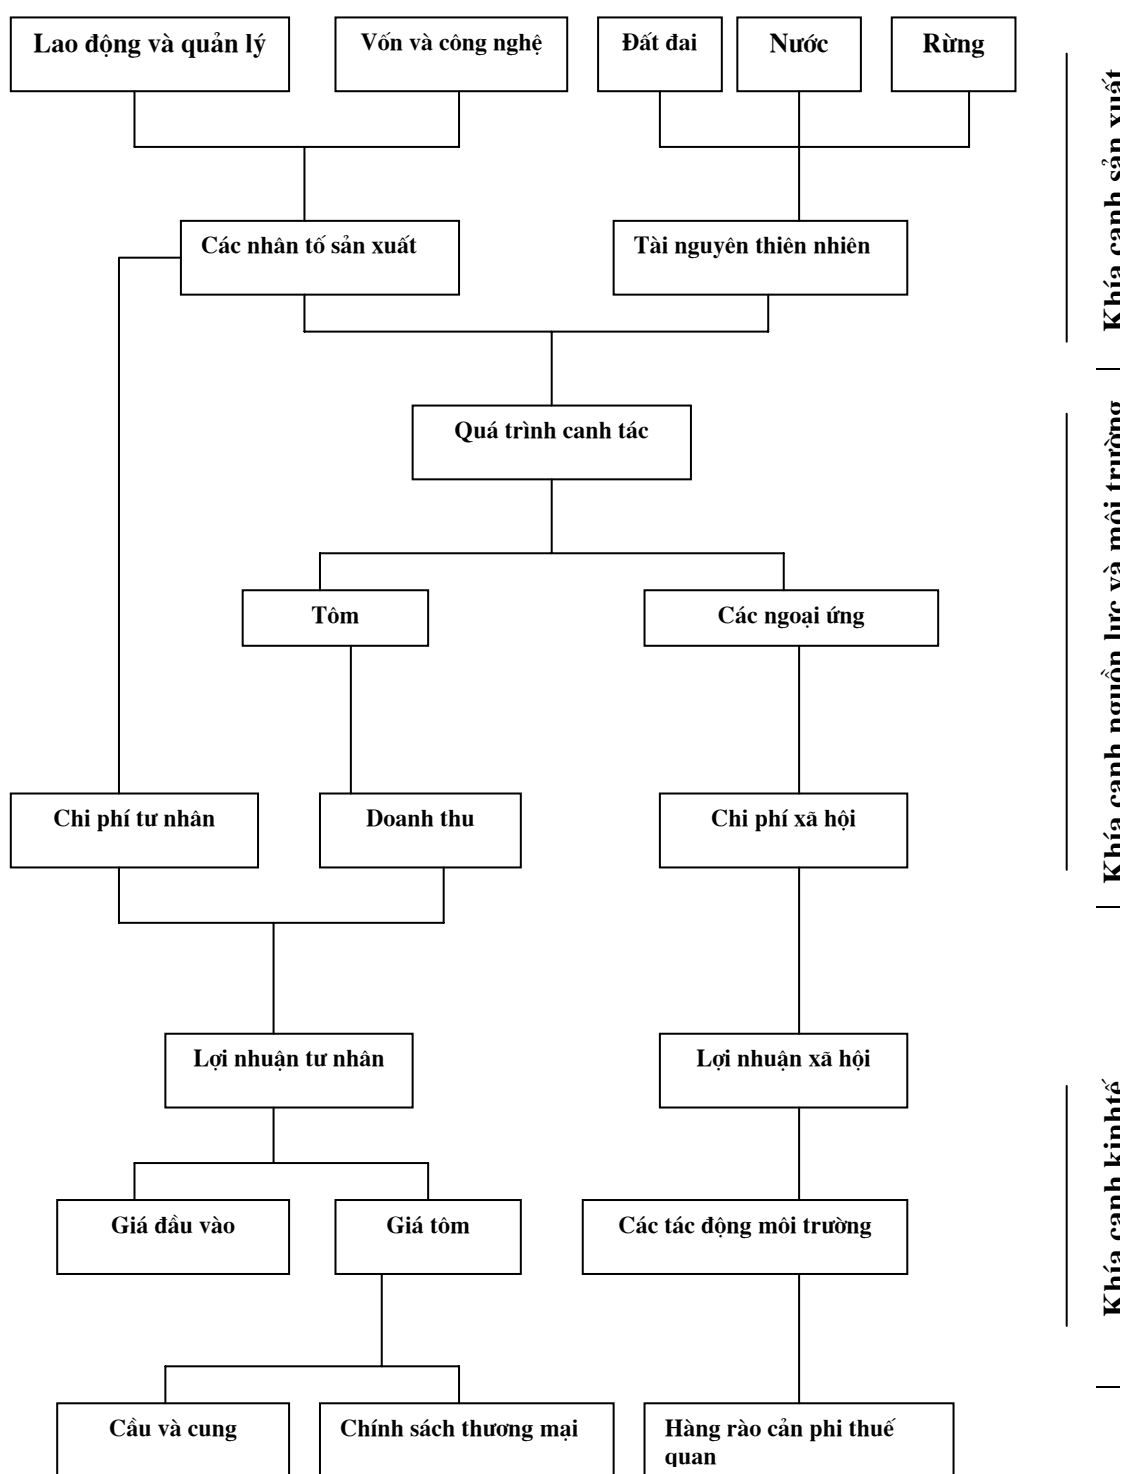 Lao động và quản lý
Vốn và công nghệ
Đất đai
Nước
Rừng
Khía cạnh sản xuất
Các nhân tố sản xuất
Tài nguyên thiên nhiên
Quá trình canh tác
Khía cạnh nguồn lực và môi trường
Tôm
Các ngoại ứng
Chi phí tư nhân
Doanh thu
Chi phí xã hội
Lợi nhuận tư nhân
Lợi nhuận xã hội
Khía cạnh kinhtế
Giá đầu vào
Giá tôm
Các tác động môi trường
Cầu và cung
Chính sách thương mại
Hàng rào cản phi thuế
quan